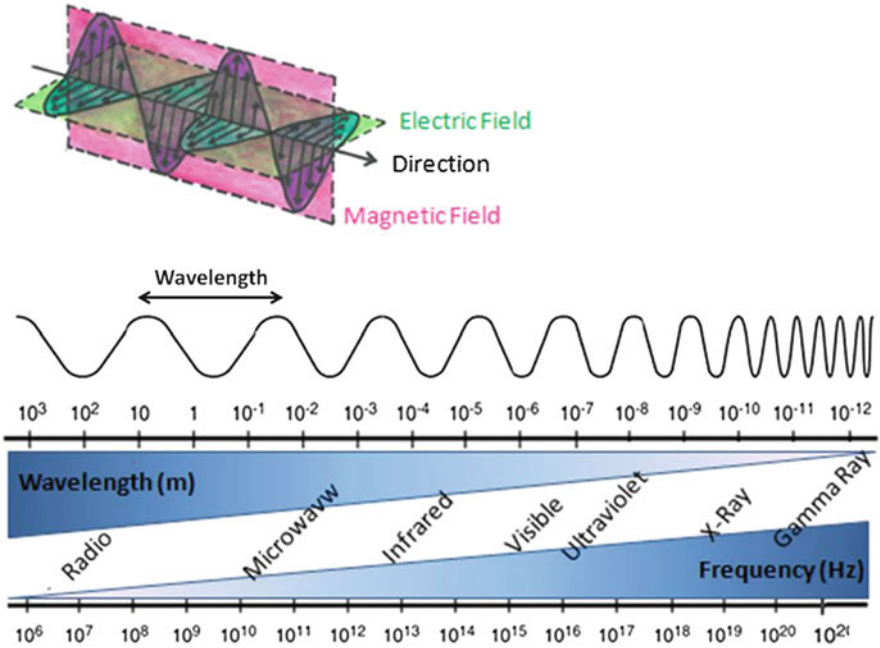 Electric Field
Direction
Magnetic Field
Wavelength
10³ 10² 10 1 10⁻¹ 10⁻² 10⁻³ 10⁻⁴ 10⁻⁵ 10⁻⁶ 10⁻⁷ 10⁻⁸ 10⁻⁹ 10⁻¹⁰ 10⁻¹¹ 10⁻¹²
Wavelength (m)
Radio
Microwavw
Infrared
Visible
Ultraviolet
X-Ray
Gamma Ray
Frequency (Hz)
10⁶ 10⁷ 10⁸ 10⁹ 10¹⁰ 10¹¹ 10¹² 10¹³ 10¹⁴ 10¹⁵ 10¹⁶ 10¹⁷ 10¹⁸ 10¹⁹ 10²⁰